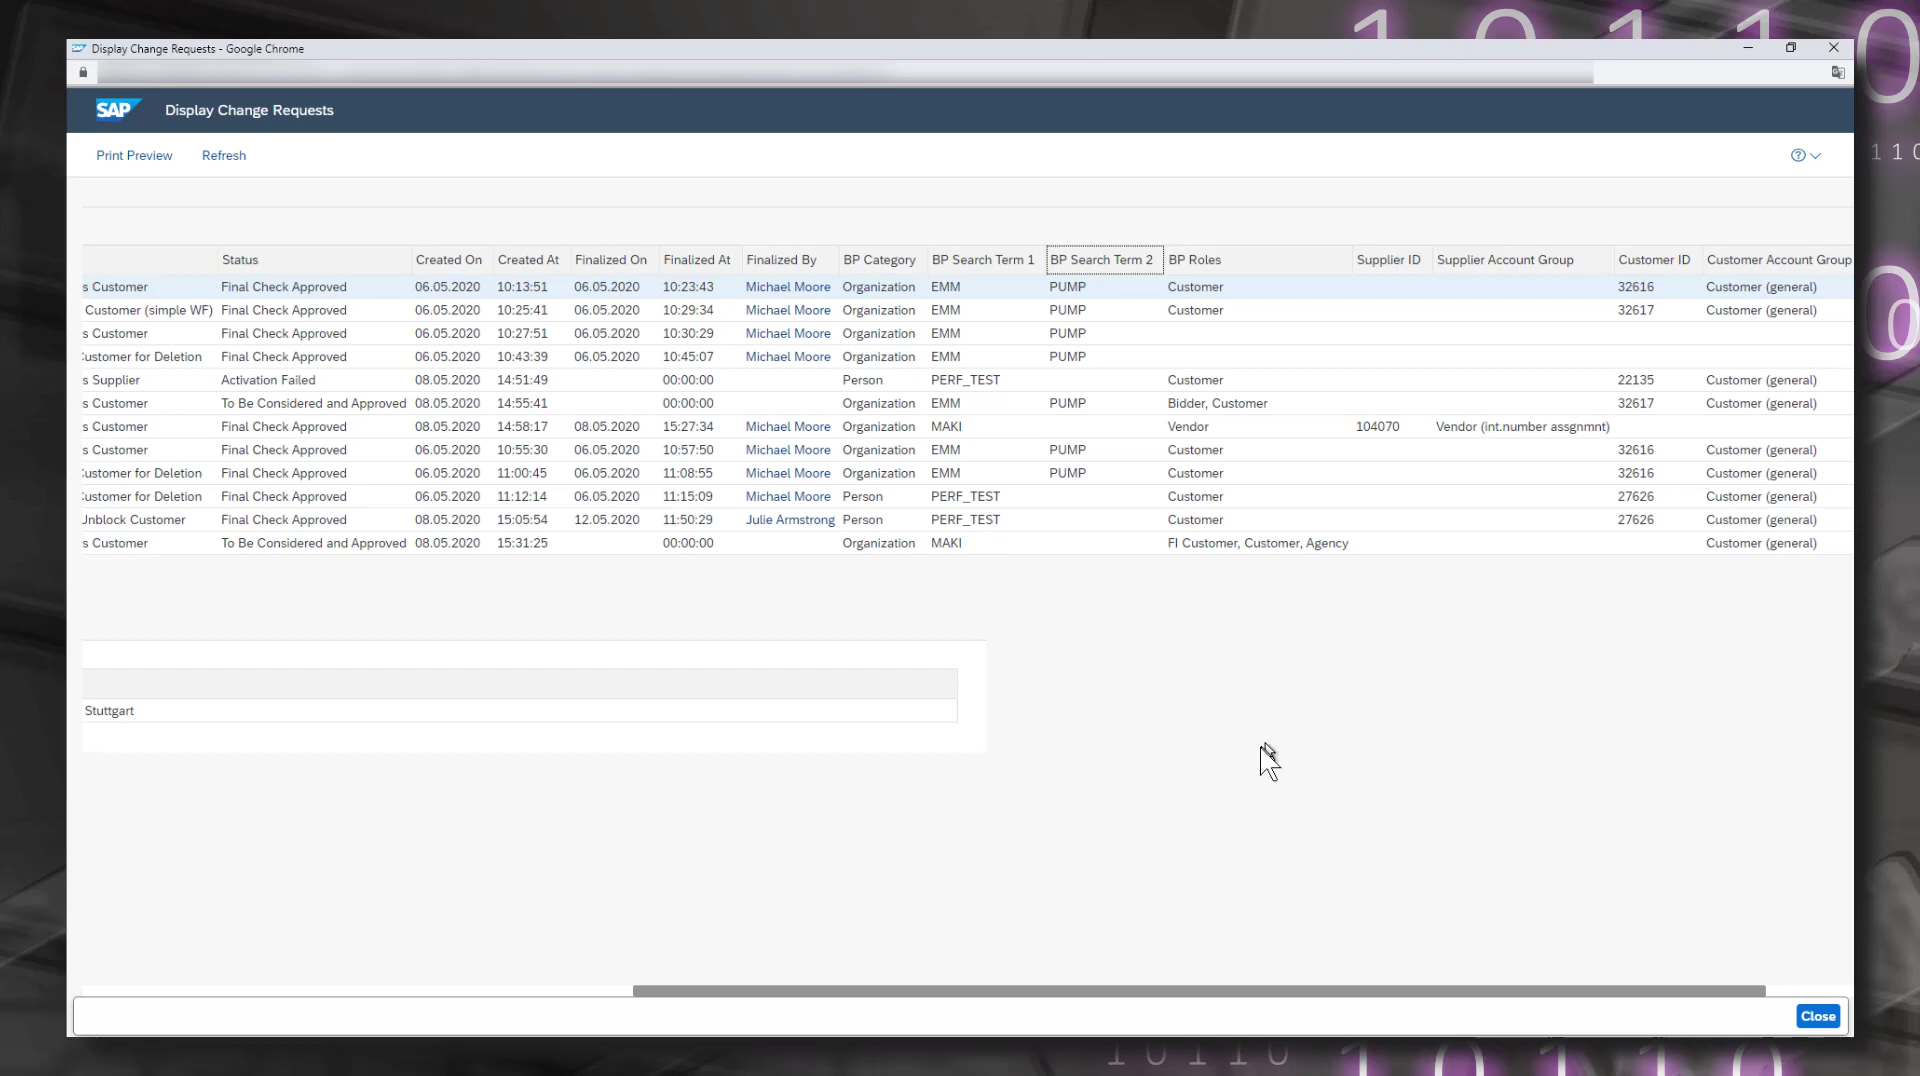 Display Change Requests - Google Chrome
SAP Display Change Requests
Print Preview Refresh
Status Created On Created At Finalized On Finalized At Finalized By BP Category BP Search Term 1 BP Search Term 2 BP Roles Supplier ID Supplier Account Group Customer ID Customer Account Group
s Customer Final Check Approved 06.05.2020 10:13:51 06.05.2020 10:23:43 Michael Moore Organization EMM PUMP Customer 32616 Customer (general)
Customer (simple WF) Final Check Approved 06.05.2020 10:25:41 06.05.2020 10:29:34 Michael Moore Organization EMM PUMP Customer 32617 Customer (general)
s Customer Final Check Approved 06.05.2020 10:27:51 06.05.2020 10:30:29 Michael Moore Organization EMM PUMP
Customer for Deletion Final Check Approved 06.05.2020 10:43:39 06.05.2020 10:45:07 Michael Moore Organization EMM PUMP
s Supplier Activation Failed 08.05.2020 14:51:49 00:00:00 Person PERF_TEST Customer 22135 Customer (general)
s Customer To Be Considered and Approved 08.05.2020 14:55:41 00:00:00 Organization EMM PUMP Bidder, Customer 32617 Customer (general)
s Customer Final Check Approved 08.05.2020 14:58:17 08.05.2020 15:27:34 Michael Moore Organization MAKI Vendor 104070 Vendor (int.number assgnmnt)
s Customer Final Check Approved 06.05.2020 10:55:30 06.05.2020 10:57:50 Michael Moore Organization EMM PUMP Customer 32616 Customer (general)
Customer for Deletion Final Check Approved 06.05.2020 11:00:45 06.05.2020 11:08:55 Michael Moore Organization EMM PUMP Customer 32616 Customer (general)
Customer for Deletion Final Check Approved 06.05.2020 11:12:14 06.05.2020 11:15:09 Michael Moore Person PERF_TEST Customer 27626 Customer (general)
Unblock Customer Final Check Approved 08.05.2020 15:05:54 12.05.2020 11:50:29 Julie Armstrong Person PERF_TEST Customer 27626 Customer (general)
s Customer To Be Considered and Approved 08.05.2020 15:31:25 00:00:00 Organization MAKI FI Customer, Customer, Agency Customer (general)
Stuttgart
Close